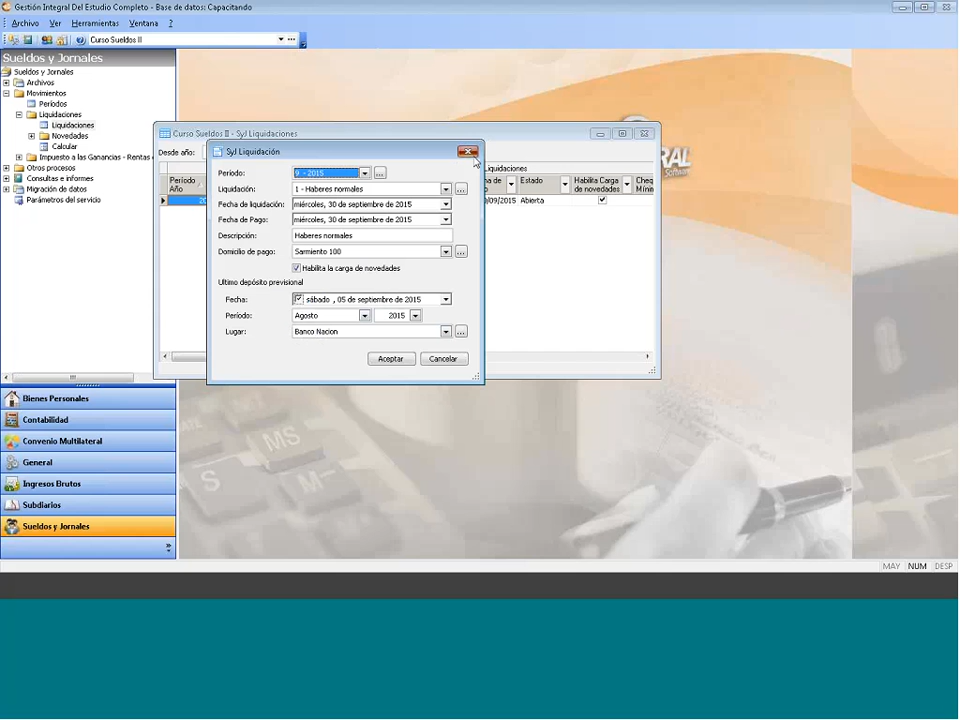 Gestión Integral Del Estudio Completo - Base de datos: Capacitando
Archivo Ver Herramientas Ventana ?
Curso Sueldos II
Sueldos y Jornales
Sueldos y Jornales
Archivos
Movimientos
Períodos
Liquidaciones
Liquidaciones
Novedades
Calcular
Impuesto a las Ganancias - Rentas
Otros procesos
Consultas e informes
Migración de datos
Parámetros del servicio
Bienes Personales
Contabilidad
Convenio Multilateral
General
Ingresos Brutos
Subdiarios
Sueldos y Jornales
Curso Sueldos II - SyJ Liquidaciones
Desde año:
Liquidaciones
Período Año
Estado
Habilita Carga de novedades
/09/2015 Abierta
SyJ Liquidación
Período: 9 - 2015
Liquidación: 1 - Haberes normales
Fecha de liquidación: miércoles, 30 de septiembre de 2015
Fecha de Pago: miércoles, 30 de septiembre de 2015
Descripción: Haberes normales
Domicilio de pago: Sarmiento 100
Habilita la carga de novedades
Ultimo depósito previsional
Fecha: sábado , 05 de septiembre de 2015
Período: Agosto 2015
Lugar: Banco Nacion
Aceptar Cancelar
RAL
Software
MS
S
MAY NUM DESP